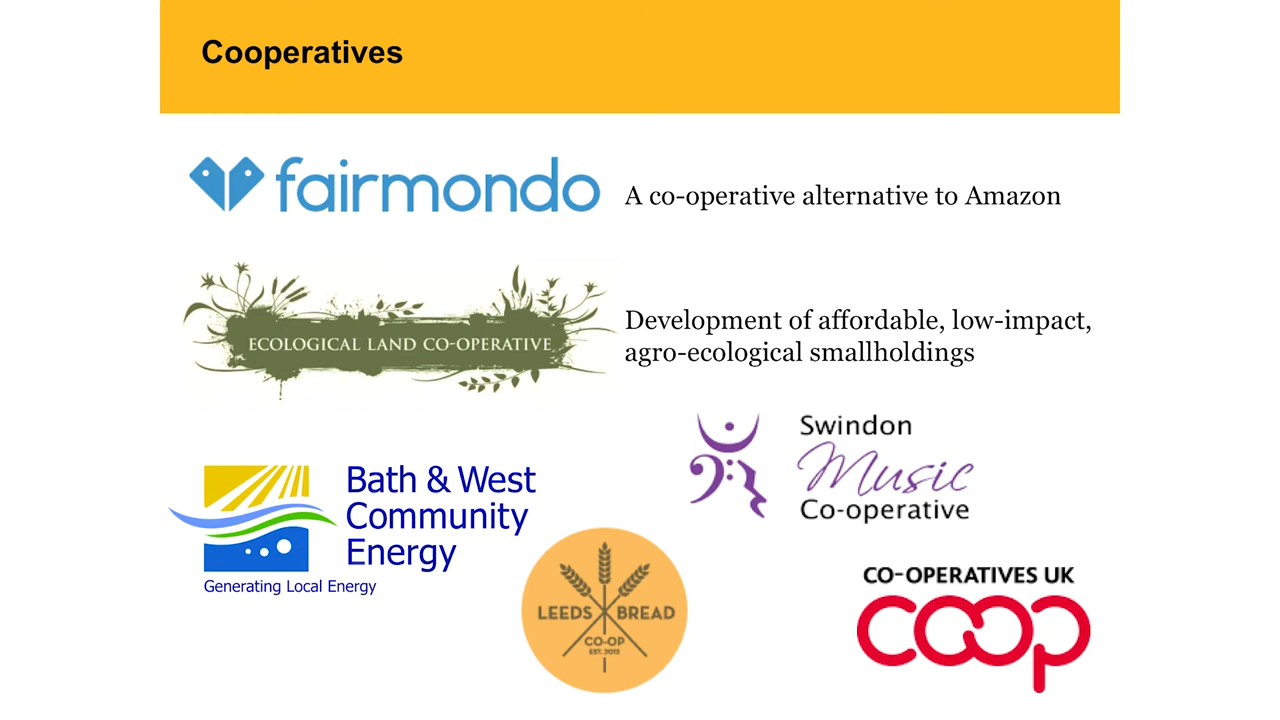 Cooperatives
fairmondo
A co-operative alternative to Amazon
ECOLOGICAL LAND CO-OPERATIVE
Development of affordable, low-impact,
agro-ecological smallholdings
Swindon
Music
Co-operative
Bath & West
Community
Energy
Generating Local Energy
LEEDS BREAD
CO-OP
EST. 2012
CO-OPERATIVES UK
coop